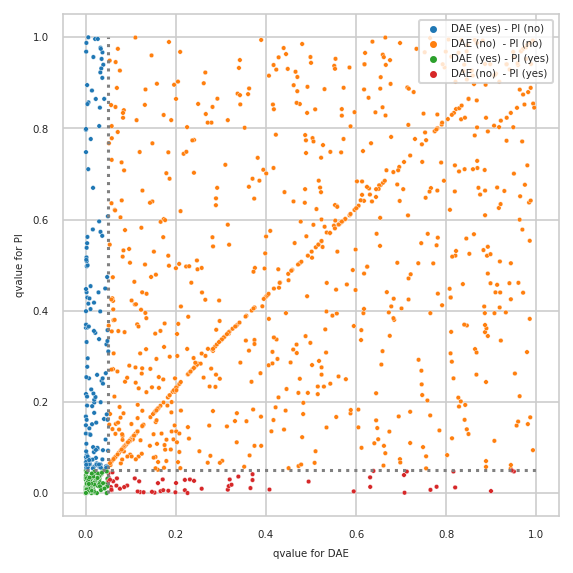 DAE (yes) - PI (no)
DAE (no)  - PI (no)
DAE (yes) - PI (yes)
DAE (no)  - PI (yes)
1.0
0.8
0.6
0.4
0.2
0.0
qvalue for PI
0.0 0.2 0.4 0.6 0.8 1.0
qvalue for DAE